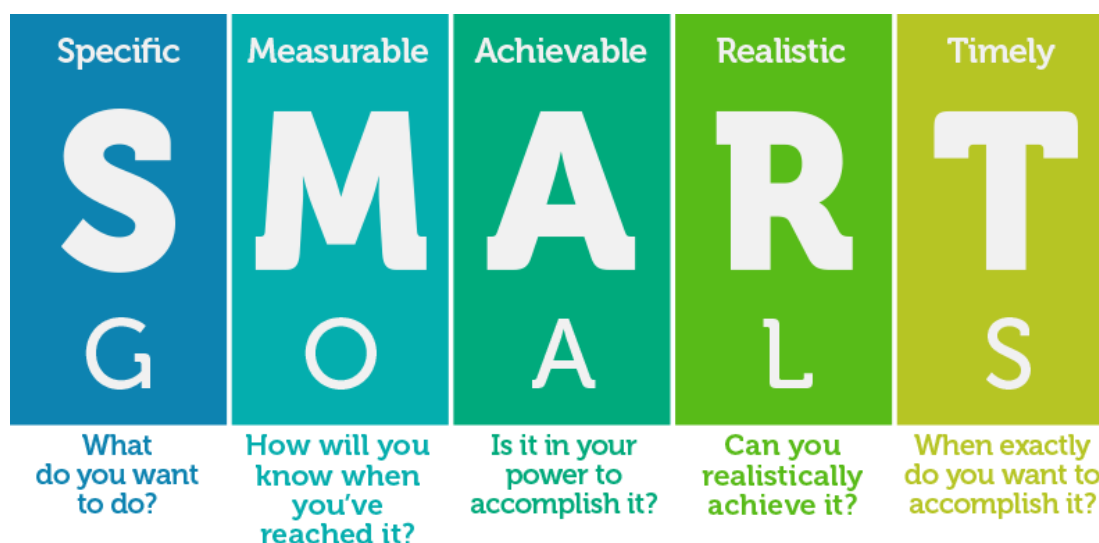 Specific Measurable Achievable Realistic Timely
S M A R T
G O A L S
What
do you want
to do?
How will you
know when
you've
reached it?
Is it in your
power to
accomplish it?
Can you
realistically
achieve it?
When exactly
do you want to
accomplish it?